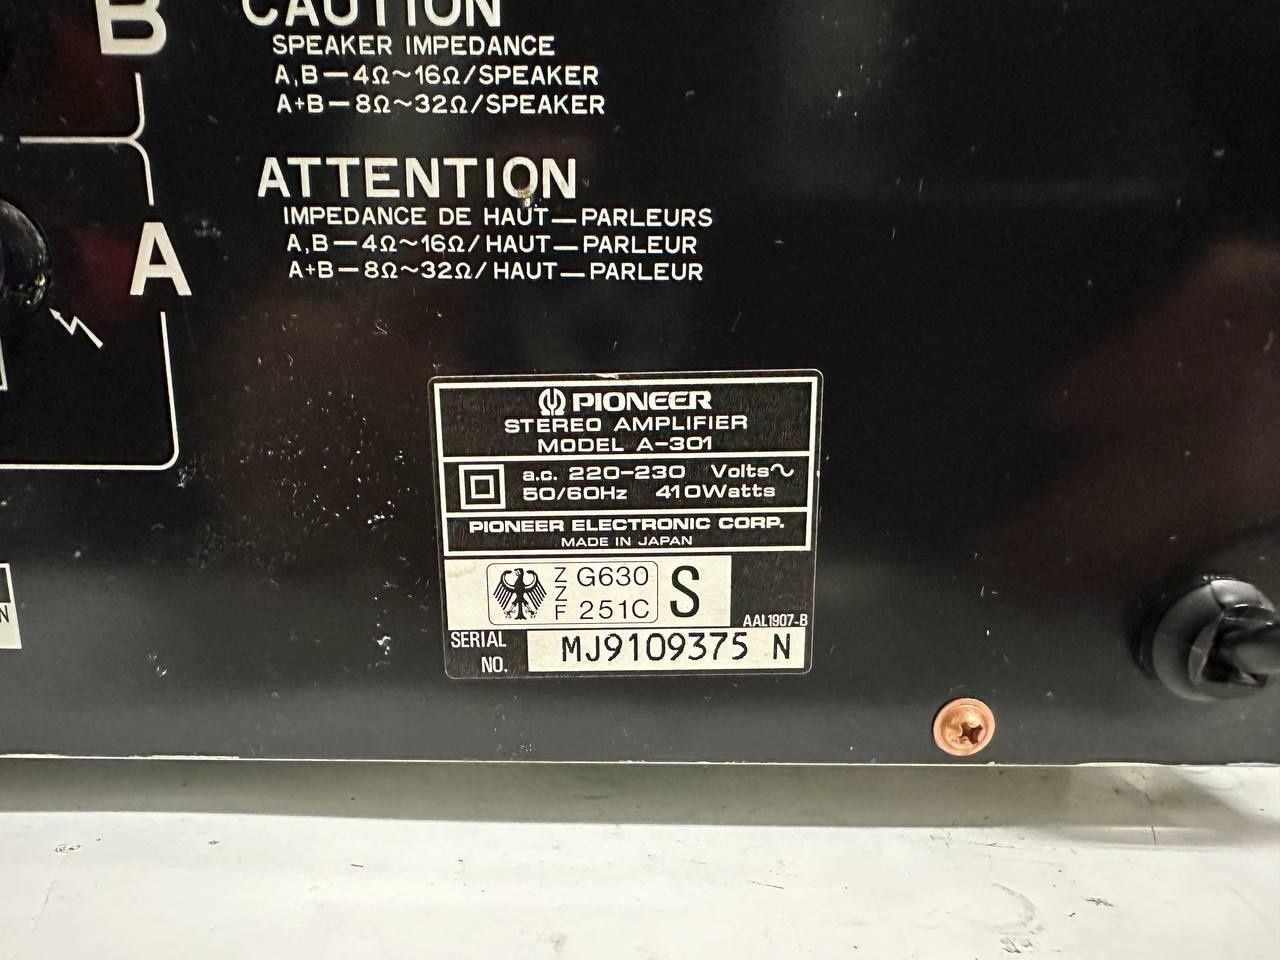 B
CAUTION
SPEAKER IMPEDANCE
A,B—4Ω~16Ω/SPEAKER
A+B—8Ω~32Ω/SPEAKER
ATTENTION
IMPEDANCE DE HAUT—PARLEURS
A,B—4Ω~16Ω/HAUT—PARLEUR
A+B—8Ω~32Ω/HAUT—PARLEUR
A
PIONEER
STEREO AMPLIFIER
MODEL A-301
a.c. 220-230 Volts~
50/60Hz 410Watts
PIONEER ELECTRONIC CORP.
MADE IN JAPAN
ZZF G630 251C S
AAL1907-B
SERIAL NO. MJ9109375 N
N